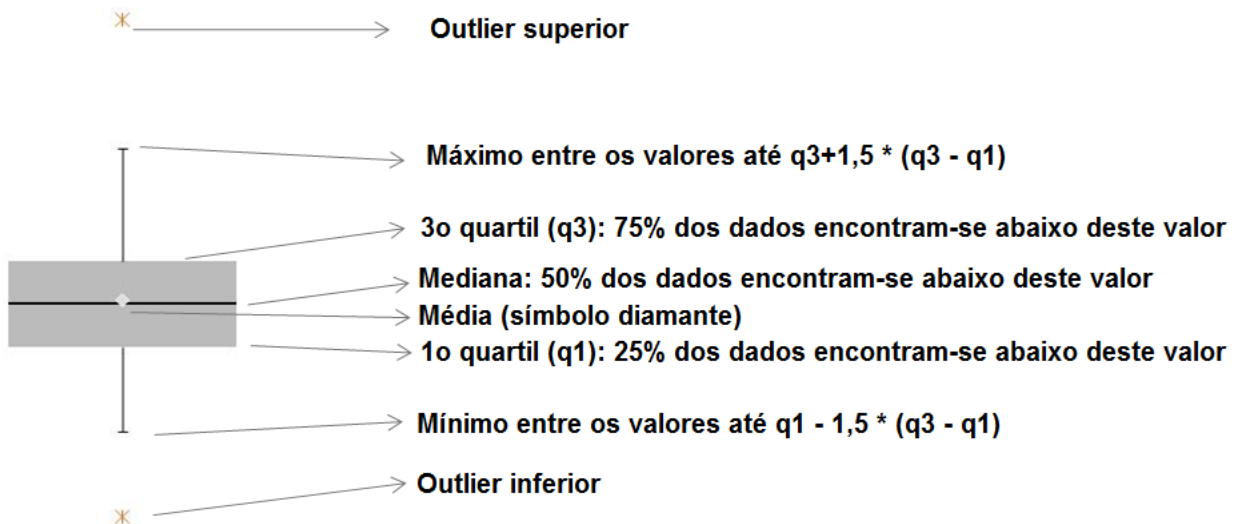 Outlier superior
Máximo entre os valores até q3+1,5 * (q3 - q1)
3o quartil (q3): 75% dos dados encontram-se abaixo deste valor
Mediana: 50% dos dados encontram-se abaixo deste valor
Média (símbolo diamante)
1o quartil (q1): 25% dos dados encontram-se abaixo deste valor
Mínimo entre os valores até q1 - 1,5 * (q3 - q1)
Outlier inferior